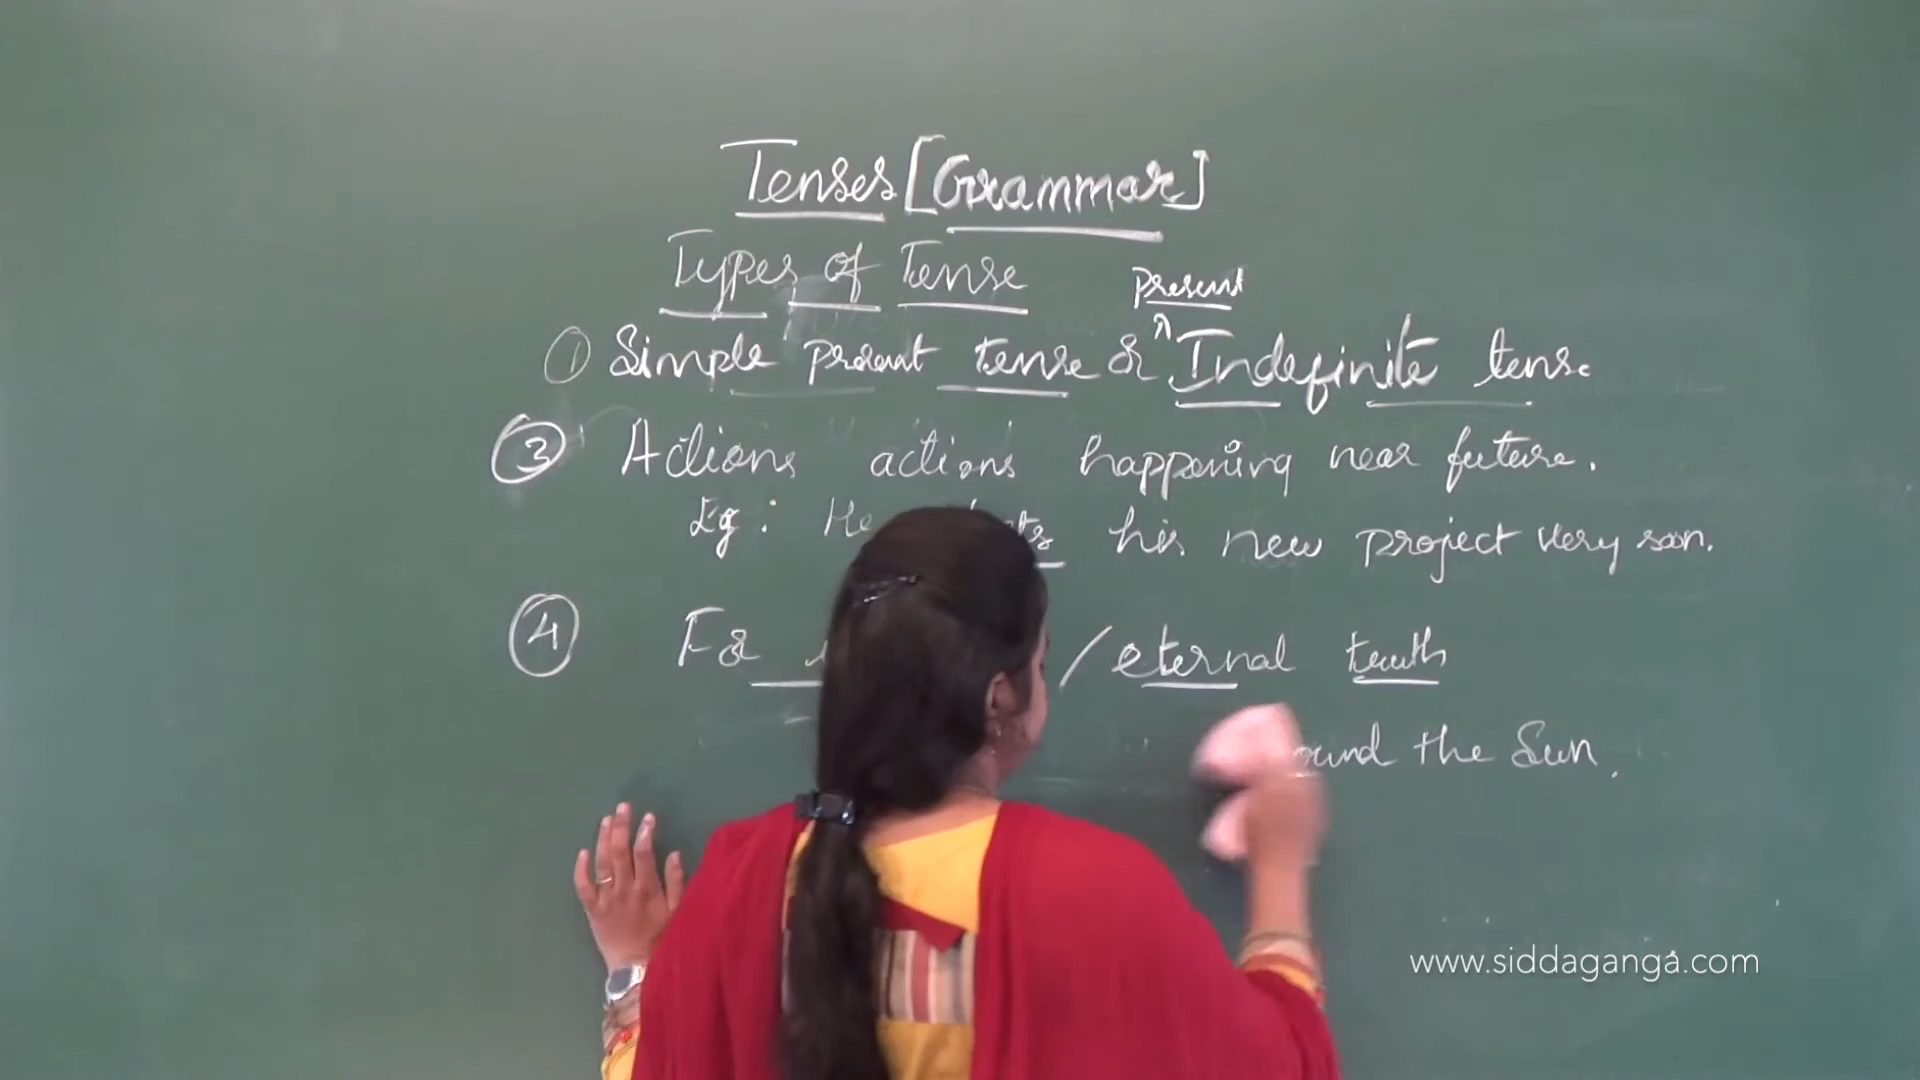 Tenses [Grammar]
Types of Tense
present
① Simple present tense or ^ Indefinite tense
③ Actions actions happening near future.
Eg: He his new project very soon.
④ For /eternal truth
the Sun.
www.siddaganga.com